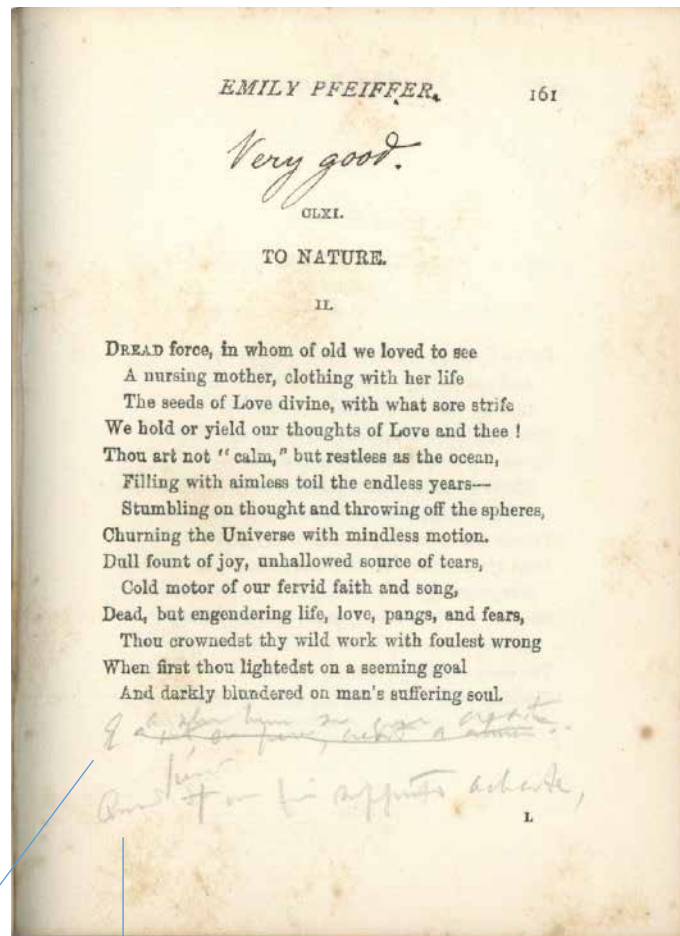 EMILY PFEIFFER. 161
Very good.
CLXI.
TO NATURE.
II.
DREAD force, in whom of old we loved to see
A nursing mother, clothing with her life
The seeds of Love divine, with what sore strife
We hold or yield our thoughts of Love and thee !
Thou art not "calm," but restless as the ocean,
Filling with aimless toil the endless years—
Stumbling on thought and throwing off the spheres,
Churning the Universe with mindless motion.
Dull fount of joy, unhallowed source of tears,
Cold motor of our fervid faith and song,
Dead, but engendering life, love, pangs, and fears,
Thou crownedst thy wild work with foulest wrong
When first thou lightedst on a seeming goal
And darkly blundered on man's suffering soul.
L